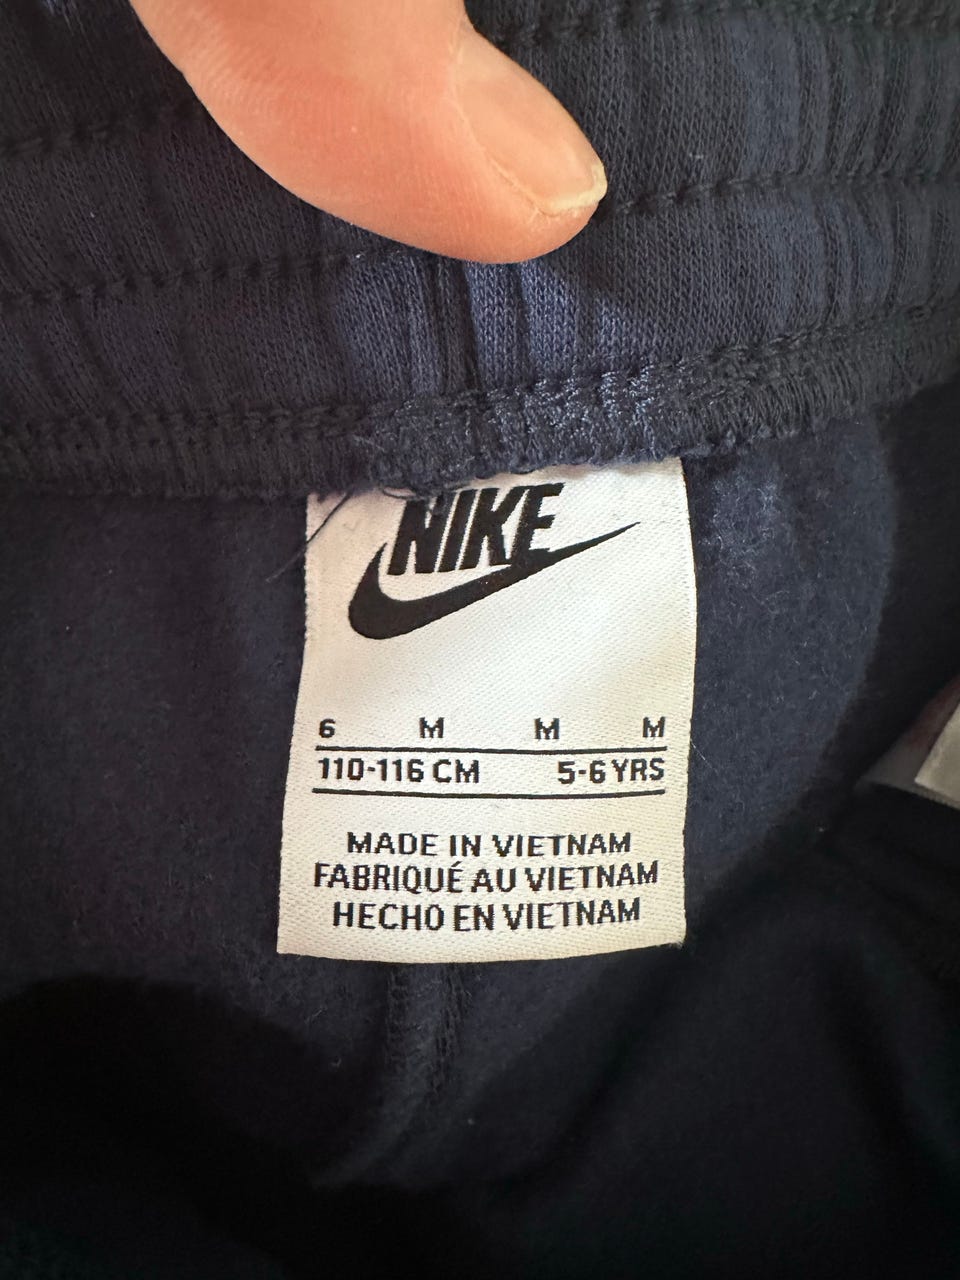 NIKE
6 M M M
110-116 CM 5-6 YRS
MADE IN VIETNAM
FABRIQUÉ AU VIETNAM
HECHO EN VIETNAM